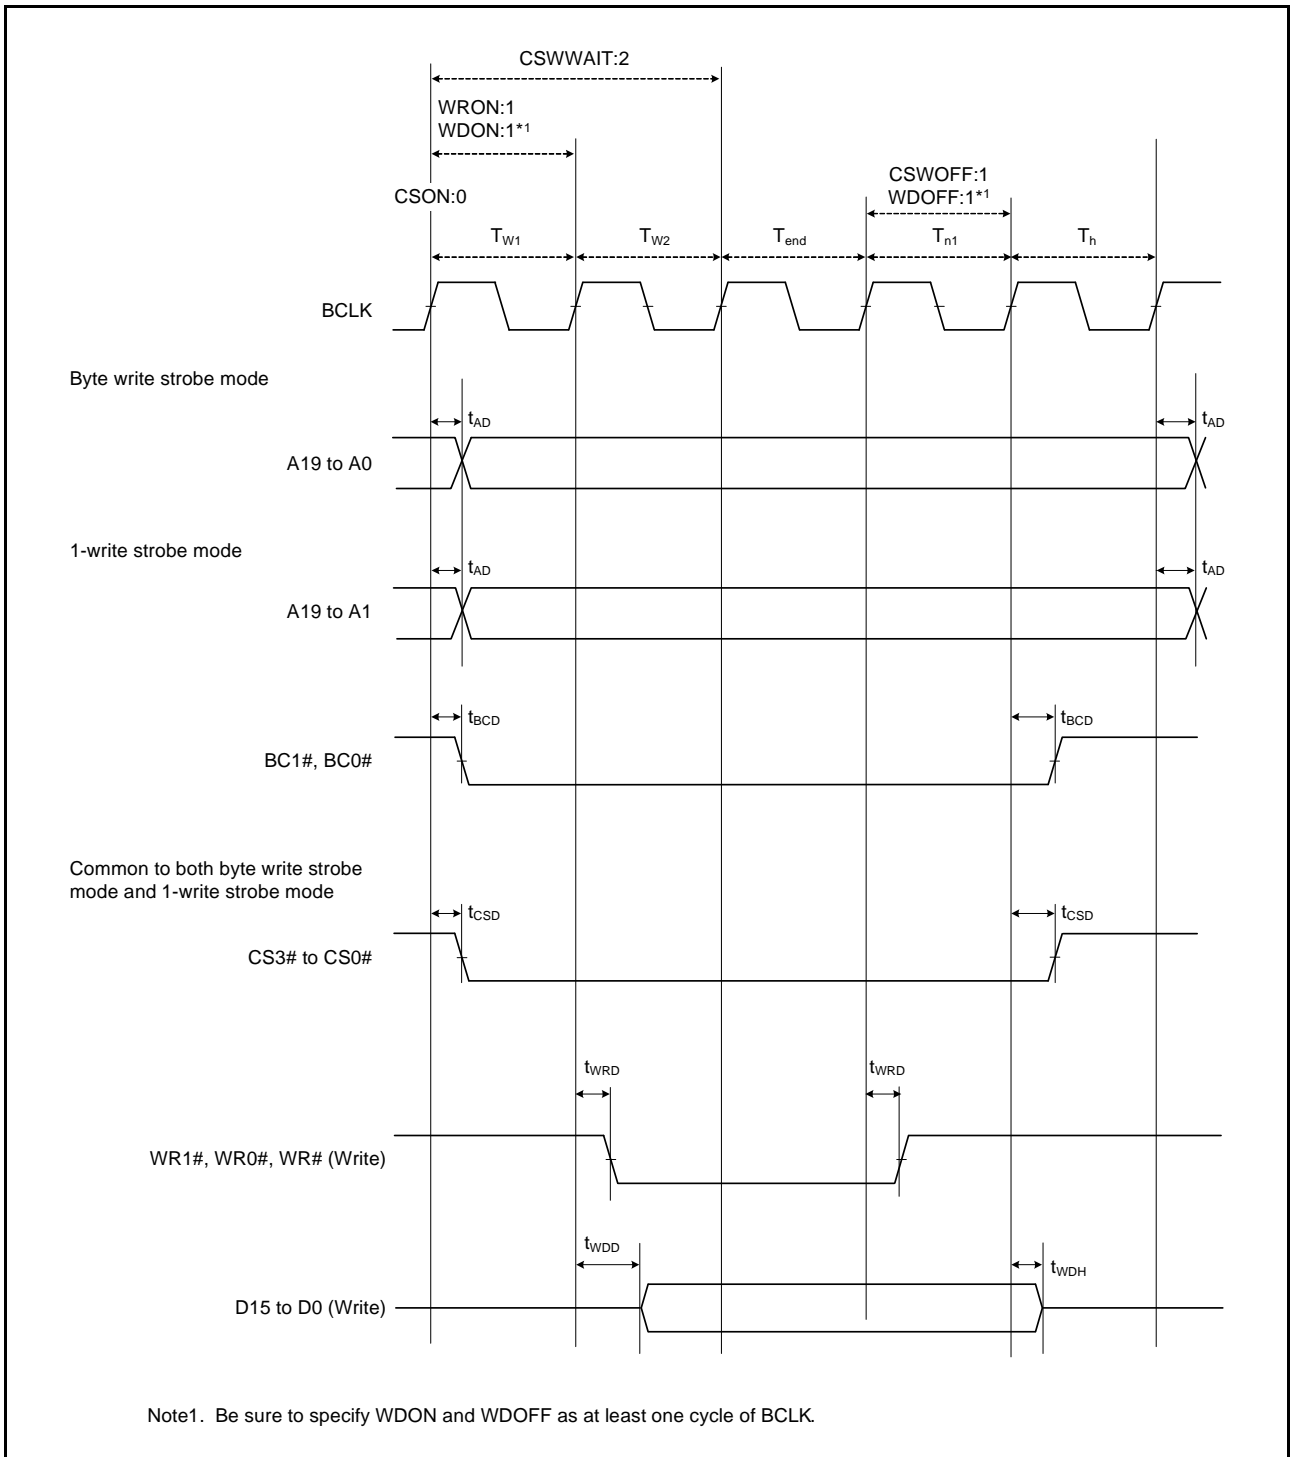 CSWWAIT:2
WRON:1
WDON:1*1
CSON:0
CSWOFF:1
WDOFF:1*1
TW1 TW2 Tend Tn1 Th
BCLK
Byte write strobe mode
tAD tAD
A19 to A0
1-write strobe mode
tAD tAD
A19 to A1
tBCD tBCD
BC1#, BC0#
Common to both byte write strobe
mode and 1-write strobe mode
tCSD tCSD
CS3# to CS0#
tWRD tWRD
WR1#, WR0#, WR# (Write)
tWDD tWDH
D15 to D0 (Write)
Note1. Be sure to specify WDON and WDOFF as at least one cycle of BCLK.